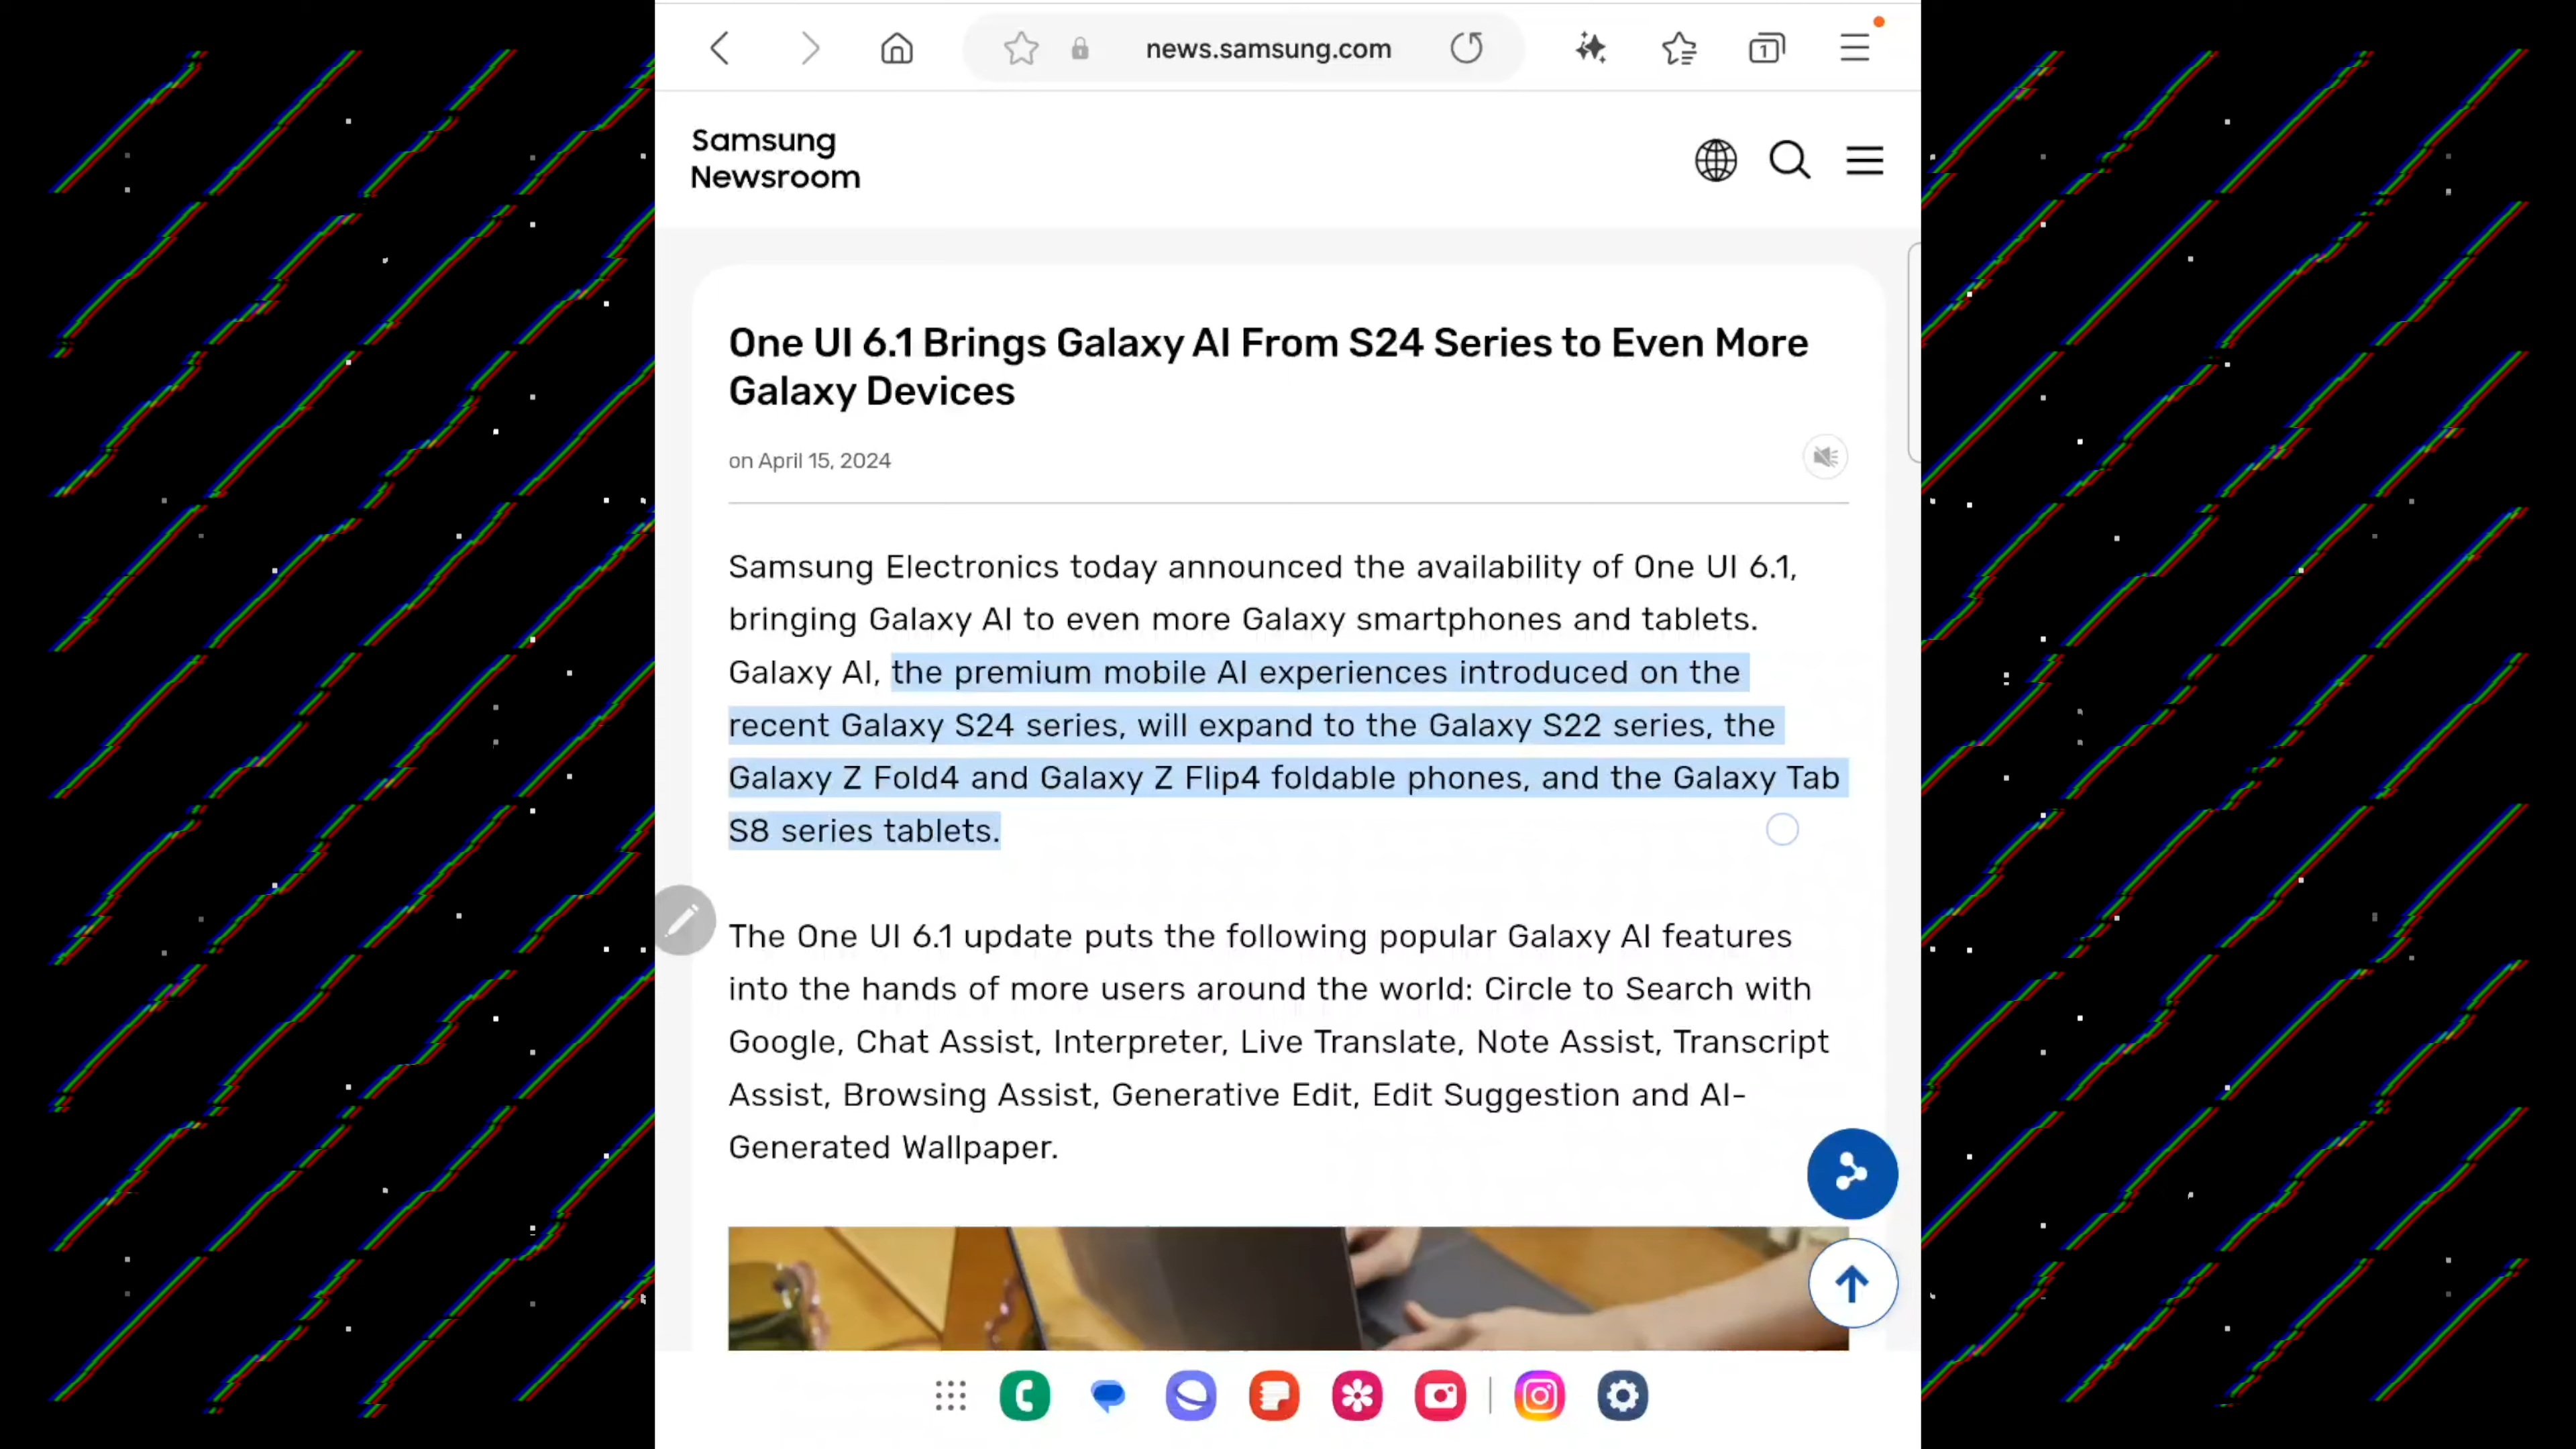 news.samsung.com
1
Samsung
Newsroom
One UI 6.1 Brings Galaxy AI From S24 Series to Even More
Galaxy Devices
on April 15, 2024
Samsung Electronics today announced the availability of One UI 6.1,
bringing Galaxy AI to even more Galaxy smartphones and tablets.
Galaxy AI, the premium mobile AI experiences introduced on the
recent Galaxy S24 series, will expand to the Galaxy S22 series, the
Galaxy Z Fold4 and Galaxy Z Flip4 foldable phones, and the Galaxy Tab
S8 series tablets.
The One UI 6.1 update puts the following popular Galaxy AI features
into the hands of more users around the world: Circle to Search with
Google, Chat Assist, Interpreter, Live Translate, Note Assist, Transcript
Assist, Browsing Assist, Generative Edit, Edit Suggestion and AI-
Generated Wallpaper.